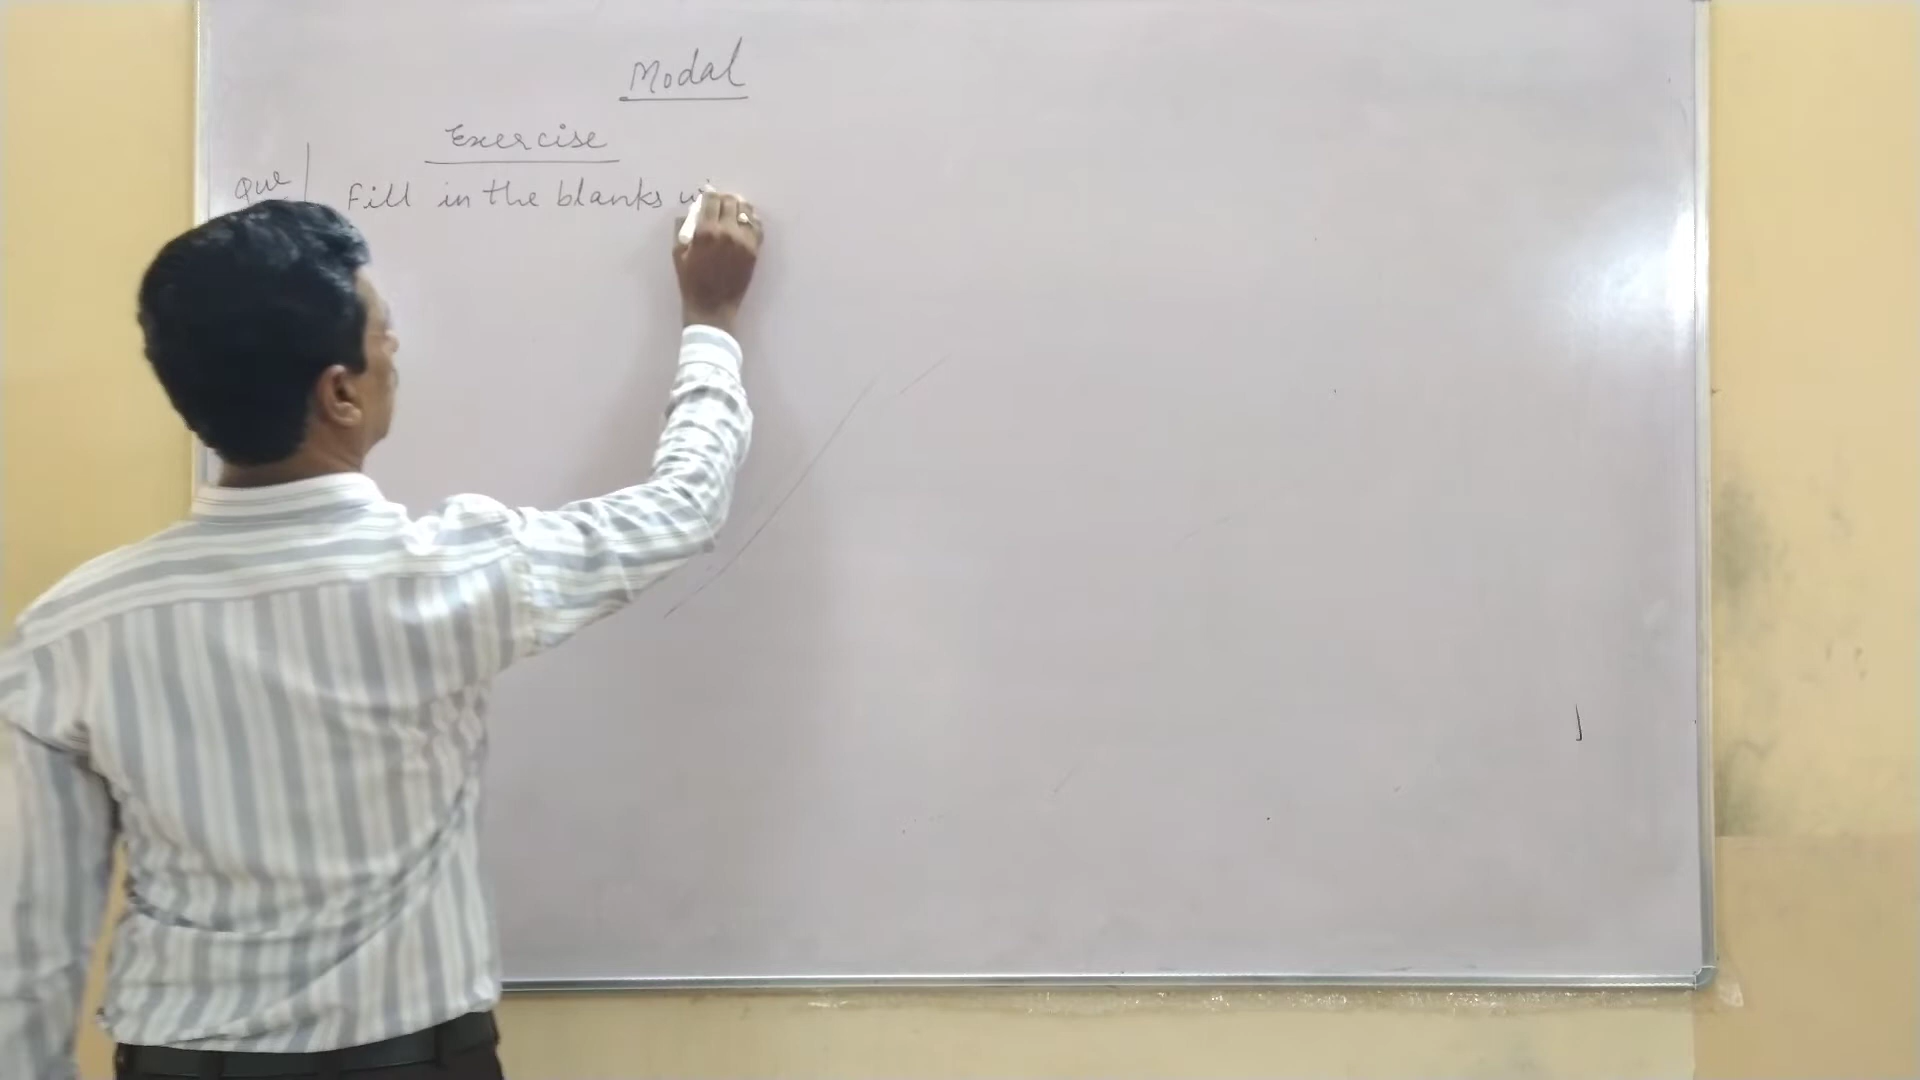 Modal
Exercise
Que Fill in the blanks